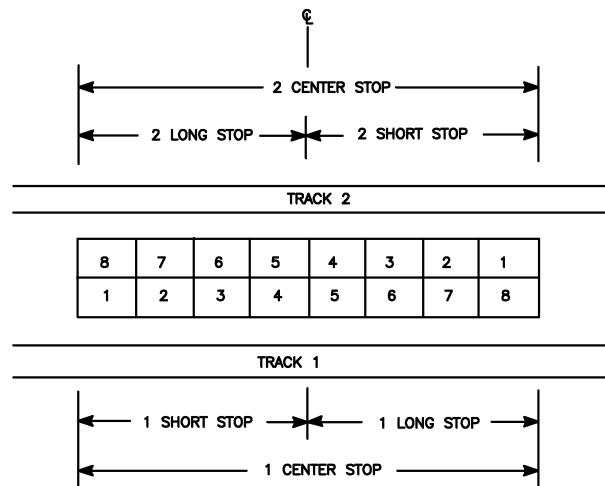 ℄
2 CENTER STOP
2 LONG STOP 2 SHORT STOP
TRACK 2
8 7 6 5 4 3 2 1
1 2 3 4 5 6 7 8
TRACK 1
1 SHORT STOP 1 LONG STOP
1 CENTER STOP